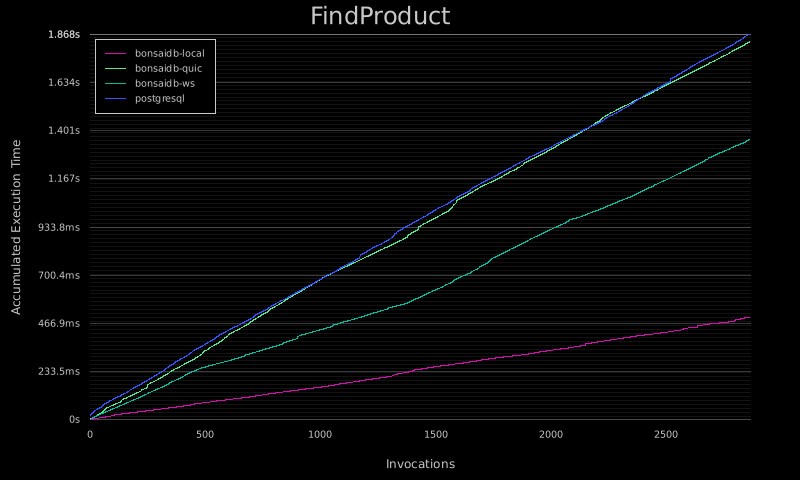 FindProduct
1.868s
bonsaidb-local
bonsaidb-quic
bonsaidb-ws
postgresql
1.634s
1.401s
1.167s
933.8ms
700.4ms
466.9ms
233.5ms
0s
Accumulated Execution Time
0 500 1000 1500 2000 2500
Invocations